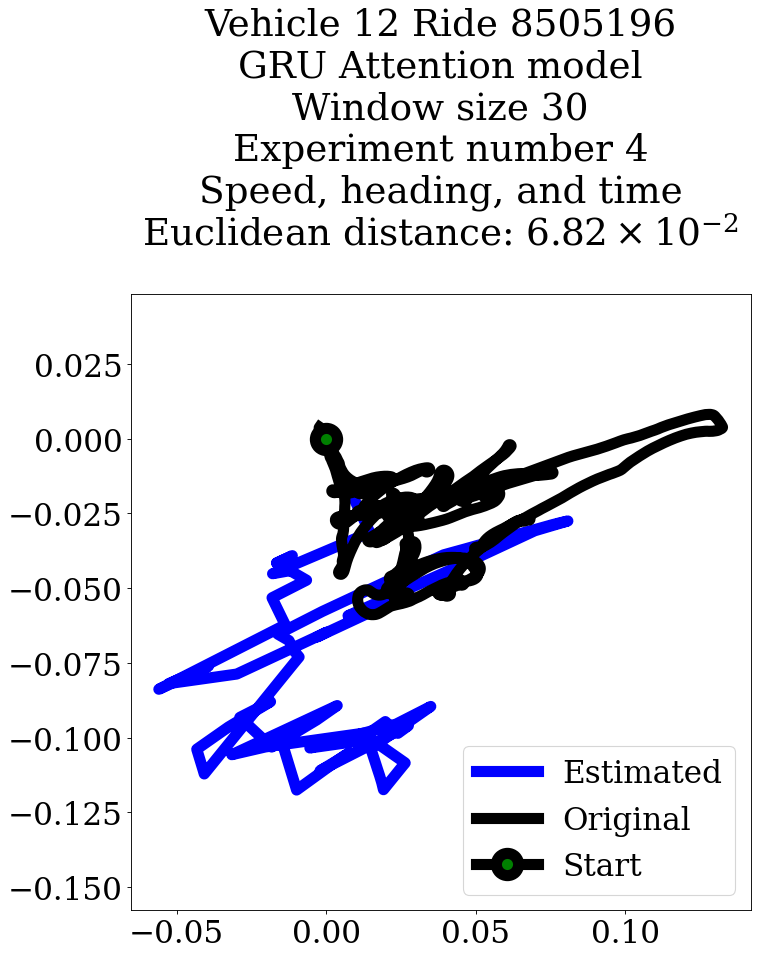 Vehicle 12 Ride 8505196
GRU Attention model
Window size 30
Experiment number 4
Speed, heading, and time
Euclidean distance: 6.82 × 10⁻²
0.025
0.000
−0.025
−0.050
−0.075
−0.100
−0.125
−0.150
−0.05 0.00 0.05 0.10
Estimated
Original
Start